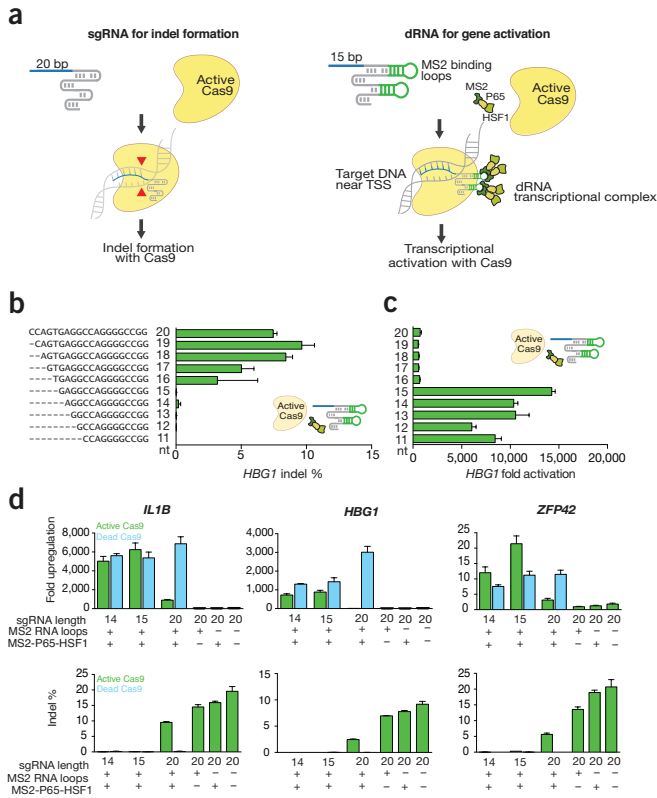 a
sgRNA for indel formation
dRNA for gene activation
20 bp
Active
Cas9
15 bp
MS2 binding
loops
MS2
P65
HSF1
Active
Cas9
Target DNA
near TSS
dRNA
transcriptional complex
Indel formation
with Cas9
Transcriptional
activation with Cas9
b
CCAGTGAGGCCAGGGGCCGG 20
-CAGTGAGGCCAGGGGCCGG 19
--AGTGAGGCCAGGGGCCGG 18
---GTGAGGCCAGGGGCCGG 17
----TGAGGCCAGGGGCCGG 16
-----GAGGCCAGGGGCCGG 15
------AGGCCAGGGGCCGG 14
-------GGCCAGGGGCCGG 13
--------GCCAGGGGCCGG 12
---------CCAGGGGCCGG 11
nt
0 5 10 15
HBG1 indel %
Active
Cas9
c
20
19
18
17
16
15
14
13
12
11
nt
0 5,000 10,000 15,000 20,000
HBG1 fold activation
Active
Cas9
d
IL1B
HBG1
ZFP42
Fold upregulation
Active Cas9
Dead Cas9
8,000
6,000
4,000
2,000
0
4,000
3,000
2,000
1,000
0
25
20
15
10
5
0
sgRNA length 14 15 20 20 20 20 14 15 20 20 20 20 14 15 20 20 20 20
MS2 RNA loops + + + + − − + + + + − − + + + + − −
MS2-P65-HSF1 + + + − + − + + + − + − + + + − + −
Indel %
Active Cas9
Dead Cas9
25
20
15
10
5
0
15
10
5
0
25
20
15
10
5
0
sgRNA length 14 15 20 20 20 20 14 15 20 20 20 20 14 15 20 20 20 20
MS2 RNA loops + + + + − − + + + + − − + + + + − −
MS2-P65-HSF1 + + + − + − + + + − + − + + + − + −